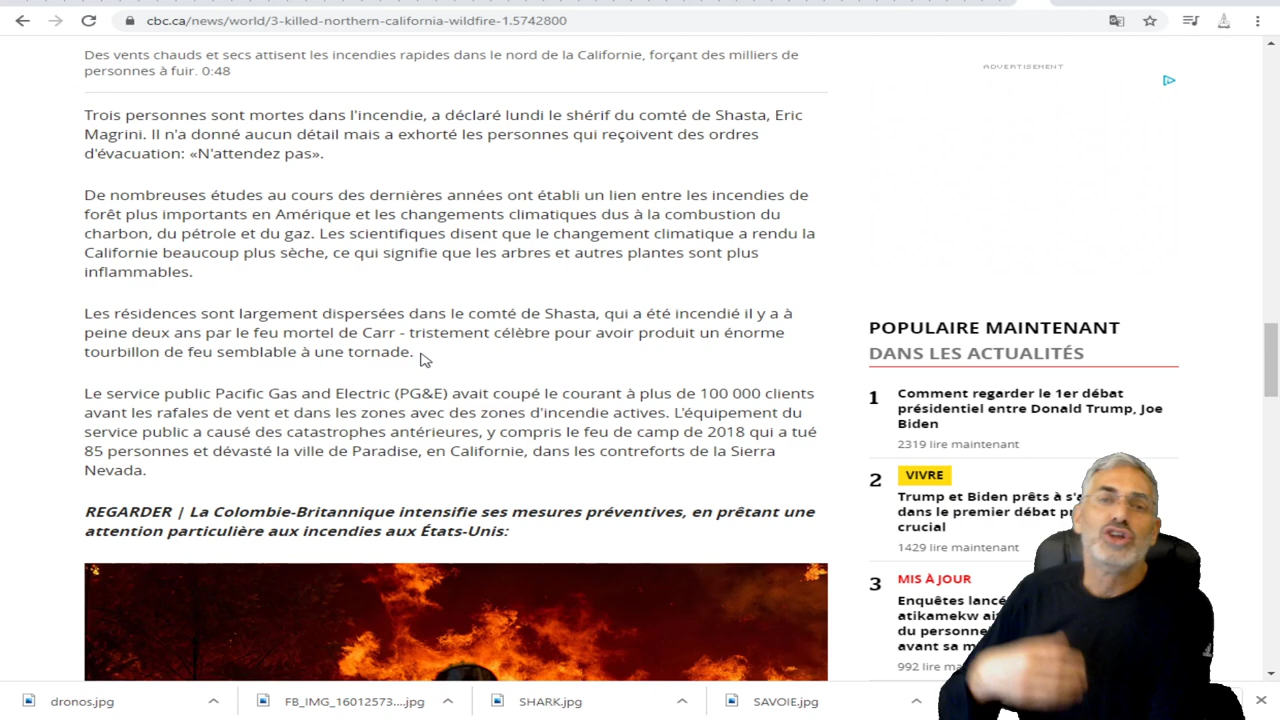 cbc.ca/news/world/3-killed-northern-california-wildfire-1.5742800
Des vents chauds et secs attisent les incendies rapides dans le nord de la Californie, forçant des milliers de
personnes à fuir. 0:48
ADVERTISEMENT
Trois personnes sont mortes dans l'incendie, a déclaré lundi le shérif du comté de Shasta, Eric
Magrini. Il n'a donné aucun détail mais a exhorté les personnes qui reçoivent des ordres
d'évacuation: «N'attendez pas».
De nombreuses études au cours des dernières années ont établi un lien entre les incendies de
forêt plus importants en Amérique et les changements climatiques dus à la combustion du
charbon, du pétrole et du gaz. Les scientifiques disent que le changement climatique a rendu la
Californie beaucoup plus sèche, ce qui signifie que les arbres et autres plantes sont plus
inflammables.
Les résidences sont largement dispersées dans le comté de Shasta, qui a été incendié il y a à
peine deux ans par le feu mortel de Carr - tristement célèbre pour avoir produit un énorme
tourbillon de feu semblable à une tornade.
Le service public Pacific Gas and Electric (PG&E) avait coupé le courant à plus de 100 000 clients
avant les rafales de vent et dans les zones avec des zones d'incendie actives. L'équipement du
service public a causé des catastrophes antérieures, y compris le feu de camp de 2018 qui a tué
85 personnes et dévasté la ville de Paradise, en Californie, dans les contreforts de la Sierra
Nevada.
REGARDER | La Colombie-Britannique intensifie ses mesures préventives, en prêtant une
attention particulière aux incendies aux États-Unis:
POPULAIRE MAINTENANT
DANS LES ACTUALITÉS
1 Comment regarder le 1er débat
présidentiel entre Donald Trump, Joe
Biden
2319 lire maintenant
2 VIVRE
Trump et Biden prêts à
dans le premier débat
crucial
1429 lire maintenant
3 MIS À JOUR
Enquêtes
atikamekw
du
avant sa
992 lire
dronos.jpg
FB_IMG_16012573....jpg
SHARK.jpg
SAVOIE.jpg